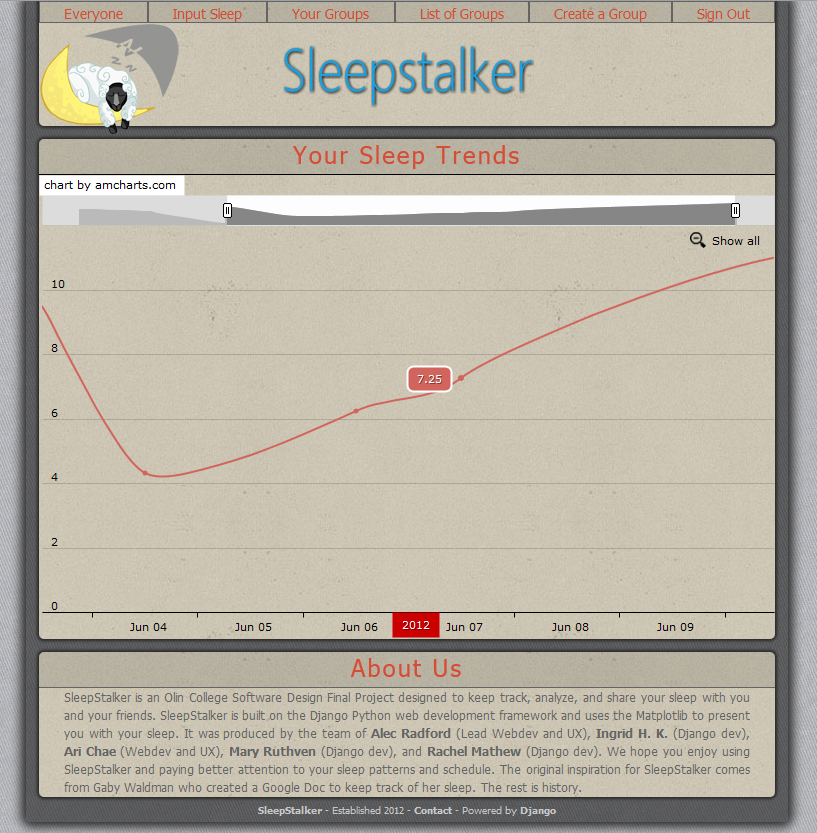 Everyone Input Sleep Your Groups List of Groups Create a Group Sign Out
Sleepstalker
Your Sleep Trends
chart by amcharts.com
Show all
10
8
7.25
6
4
2
0
Jun 04 Jun 05 Jun 06 2012 Jun 07 Jun 08 Jun 09
About Us
SleepStalker is an Olin College Software Design Final Project designed to keep track, analyze, and share your sleep with you
and your friends. SleepStalker is built on the Django Python web development framework and uses the Matplotlib to present
you with your sleep. It was produced by the team of Alec Radford (Lead Webdev and UX), Ingrid H. K. (Django dev),
Ari Chae (Webdev and UX), Mary Ruthven (Django dev), and Rachel Mathew (Django dev). We hope you enjoy using
SleepStalker and paying better attention to your sleep patterns and schedule. The original inspiration for SleepStalker comes
from Gaby Waldman who created a Google Doc to keep track of her sleep. The rest is history.
SleepStalker - Established 2012 - Contact - Powered by Django